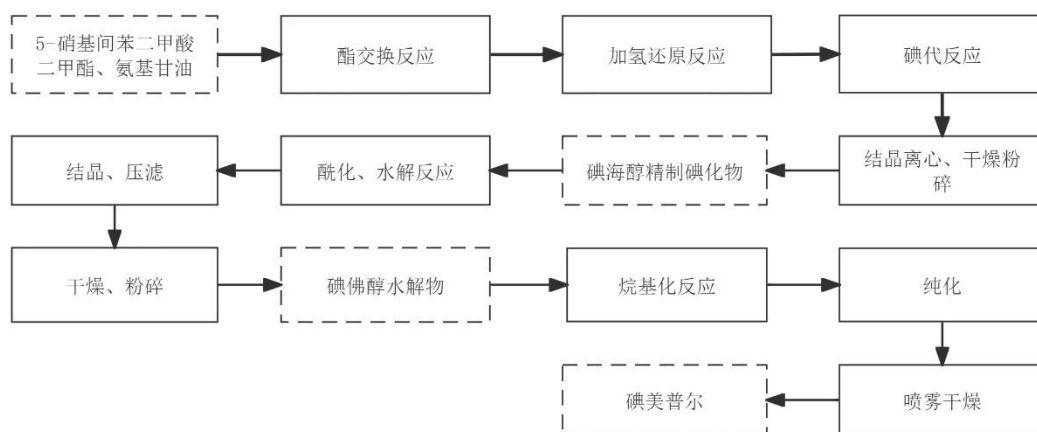 5-硝基间苯二甲酸
二甲酯、氨基甘油
酯交换反应
加氢还原反应
碘代反应
结晶离心、干燥粉
碎
碘海醇精制碘化物
酰化、水解反应
结晶、压滤
干燥、粉碎
碘佛醇水解物
烷基化反应
纯化
喷雾干燥
碘美普尔